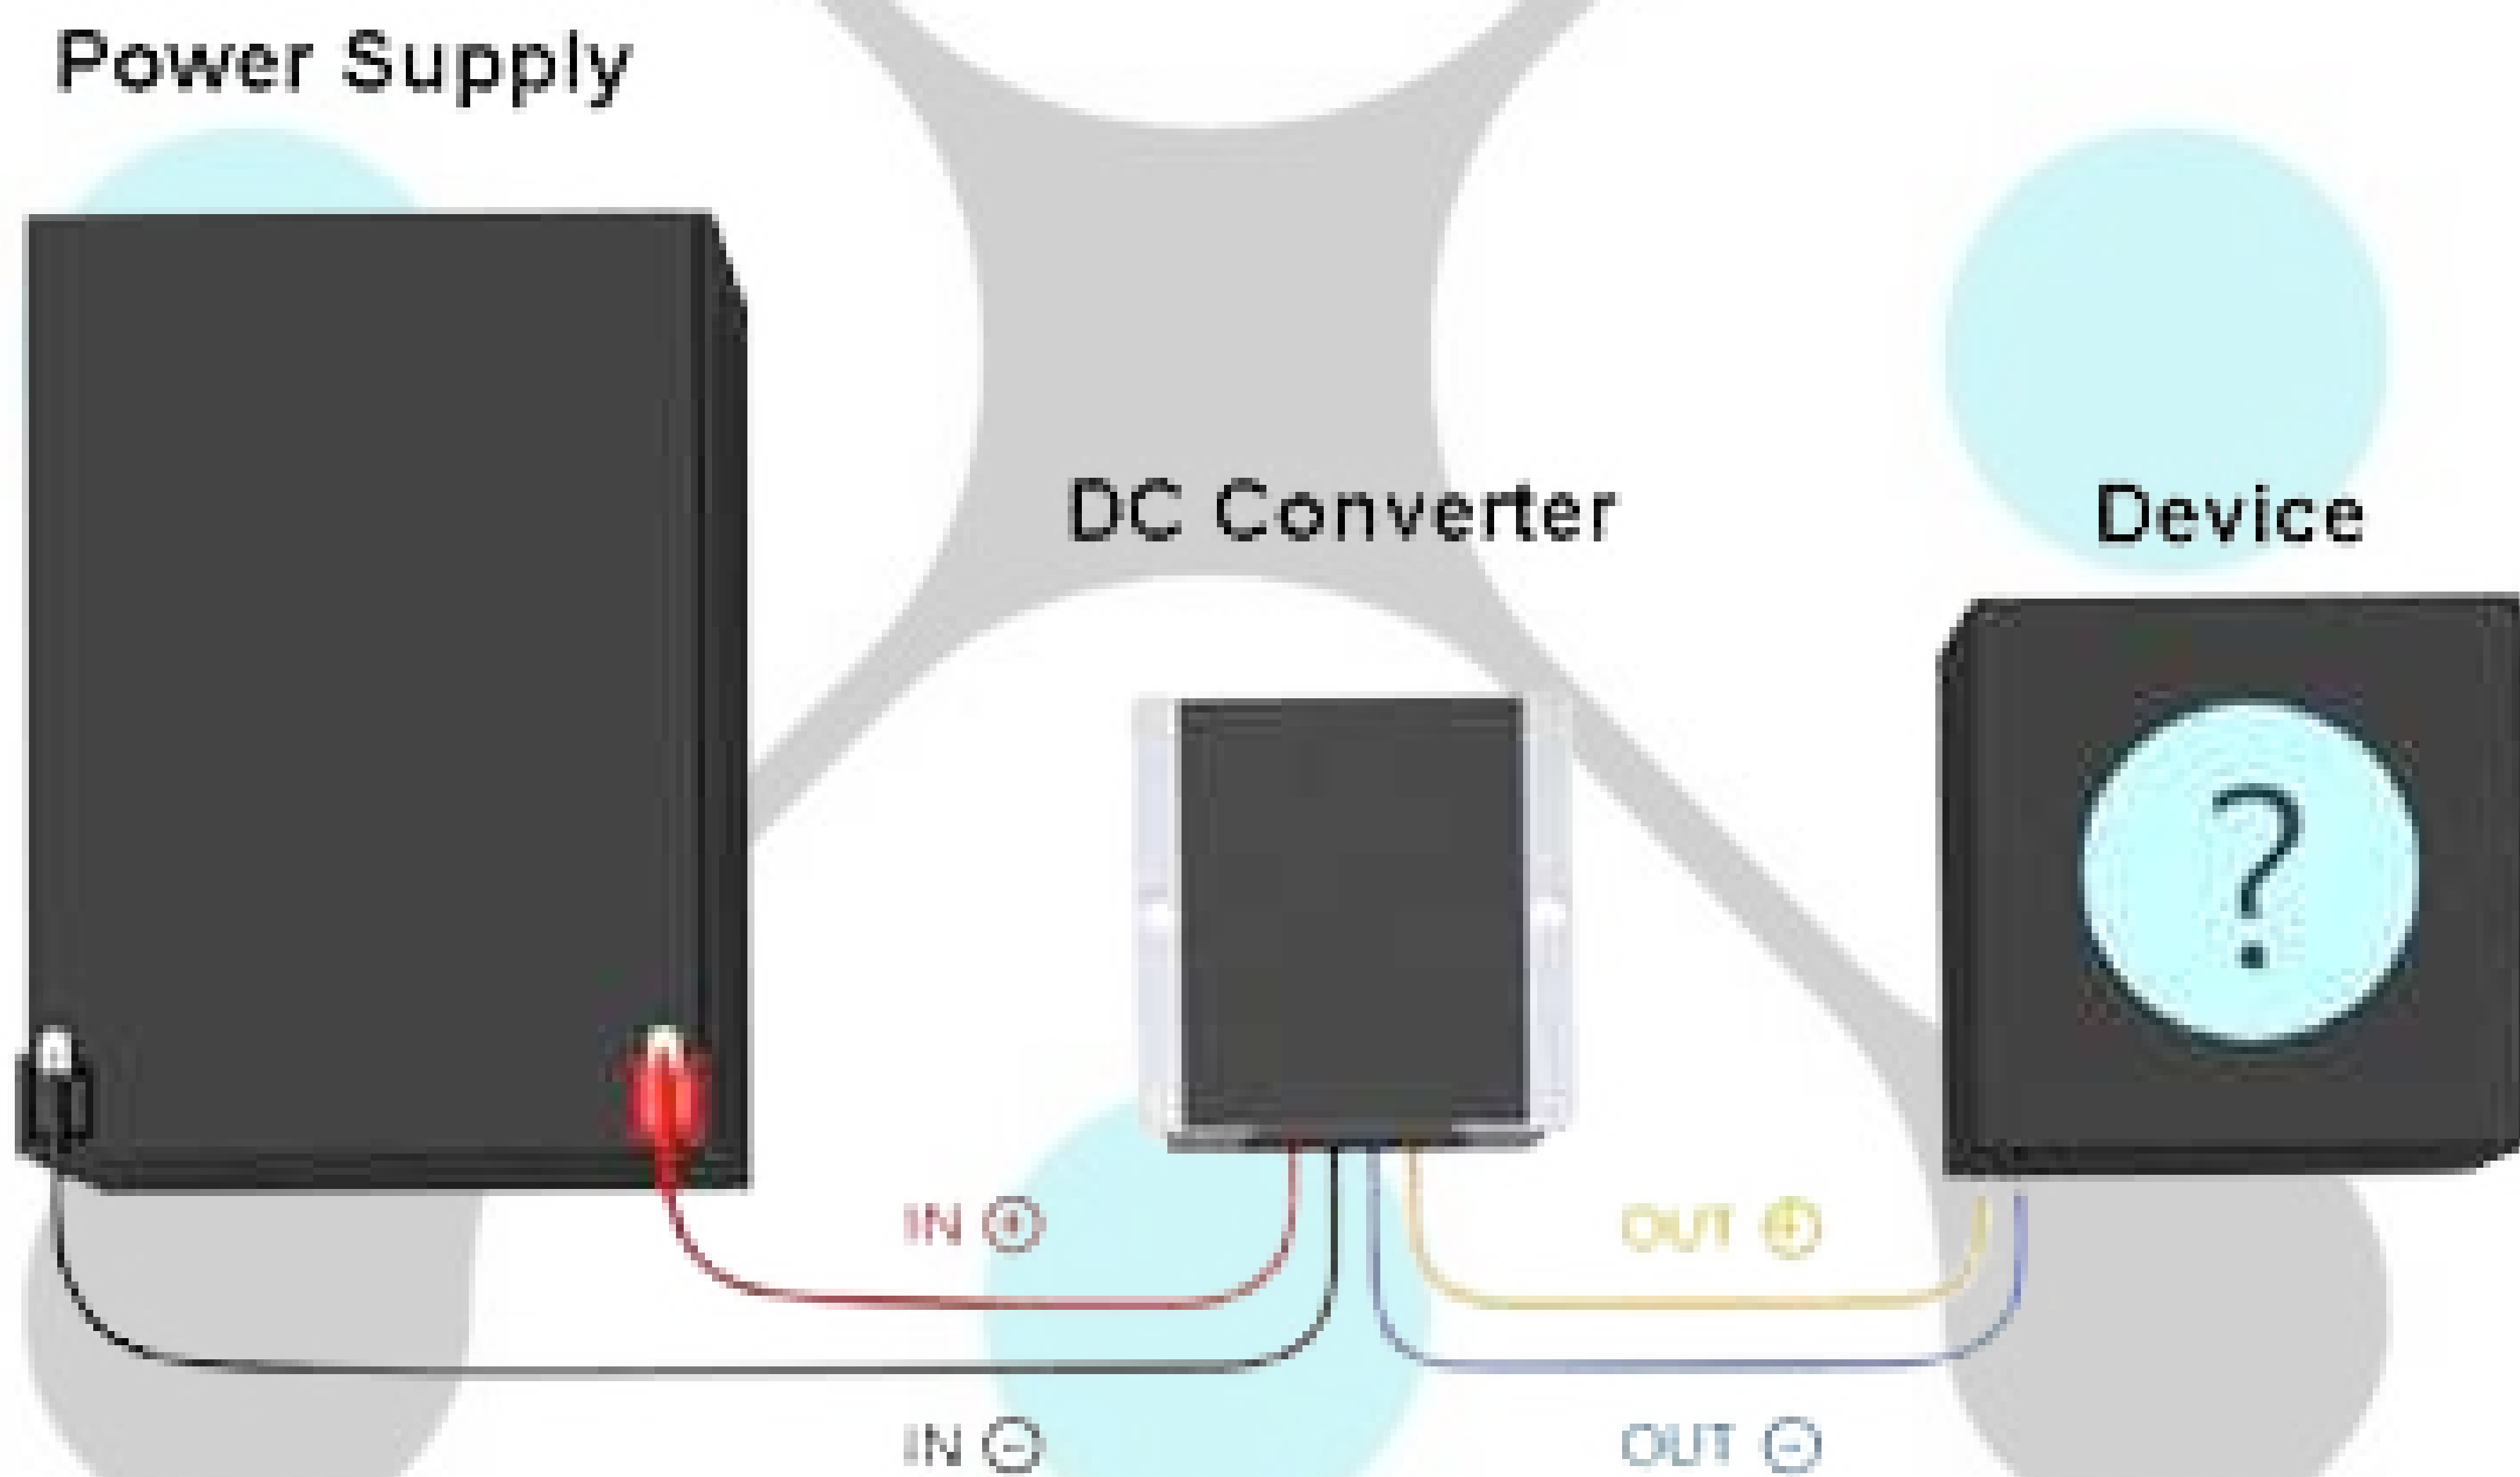 Power Supply
DC Converter
Device
?
IN +
OUT +
IN -
OUT -